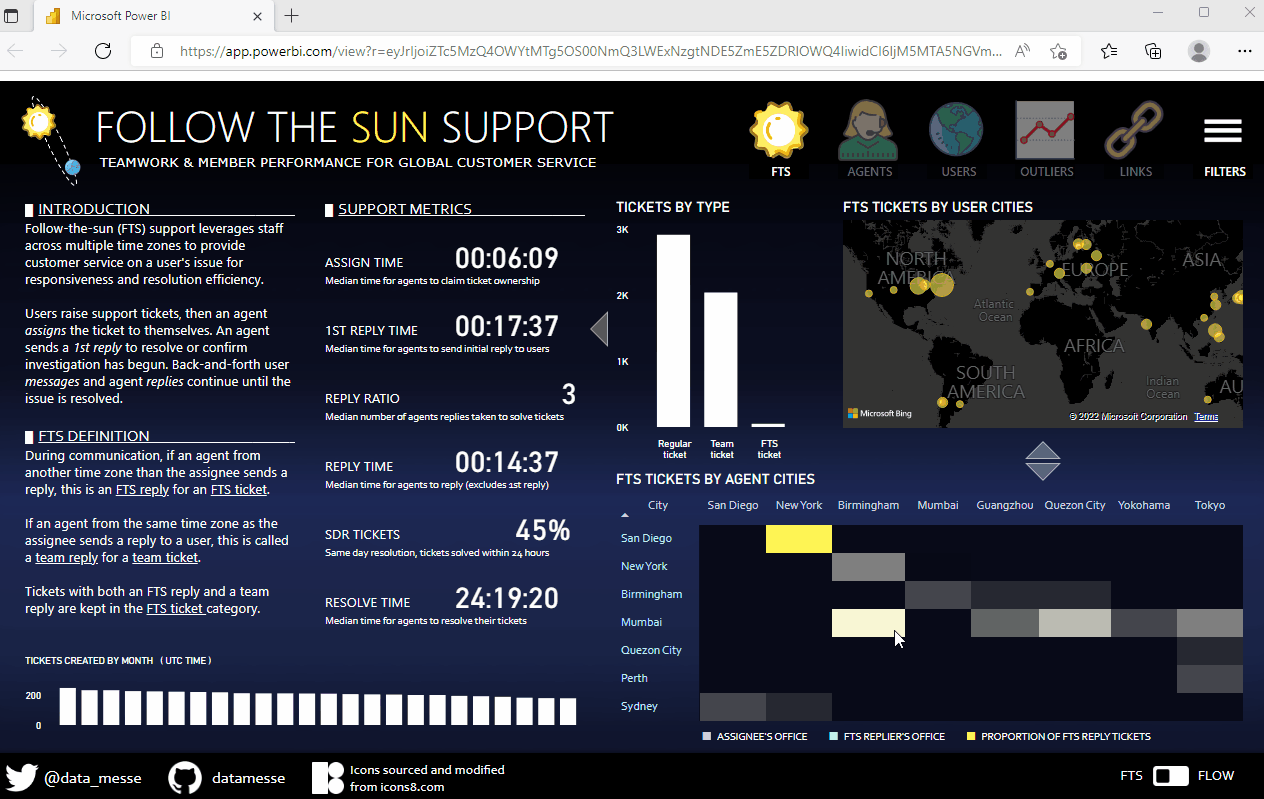 Microsoft Power BI
https://app.powerbi.com/view?r=eyJrIjoiZTc5MzQ4OWYtMTg5OS00NmQ3LWExNzgtNDE5ZmE5ZDRlOWQ4IiwidCI6IjM5MTA5NGVm...
FOLLOW THE SUN SUPPORT
TEAMWORK & MEMBER PERFORMANCE FOR GLOBAL CUSTOMER SERVICE
FTS
AGENTS
USERS
OUTLIERS
LINKS
FILTERS
INTRODUCTION
Follow-the-sun (FTS) support leverages staff
across multiple time zones to provide
customer service on a user's issue for
responsiveness and resolution efficiency.
Users raise support tickets, then an agent
assigns the ticket to themselves. An agent
sends a 1st reply to resolve or confirm
investigation has begun. Back-and-forth user
messages and agent replies continue until the
issue is resolved.
FTS DEFINITION
During communication, if an agent from
another time zone than the assignee sends a
reply, this is an FTS reply for an FTS ticket.
If an agent from the same time zone as the
assignee sends a reply to a user, this is called
a team reply for a team ticket.
Tickets with both an FTS reply and a team
reply are kept in the FTS ticket category.
SUPPORT METRICS
ASSIGN TIME 00:06:09
Median time for agents to claim ticket ownership
1ST REPLY TIME 00:17:37
Median time for agents to send initial reply to users
REPLY RATIO 3
Median number of agents replies taken to solve tickets
REPLY TIME 00:14:37
Median time for agents to reply (excludes 1st reply)
SDR TICKETS 45%
Same day resolution, tickets solved within 24 hours
RESOLVE TIME 24:19:20
Median time for agents to resolve their tickets
TICKETS CREATED BY MONTH ( UTC TIME )
200
0
TICKETS BY TYPE
3K
2K
1K
0K
Regular
ticket
Team
ticket
FTS
ticket
FTS TICKETS BY USER CITIES
NORTH
AMERICA
EUROPE
ASIA
Atlantic
Ocean
AFRICA
SOUTH
AMERICA
Indian
Ocean
AU
Microsoft Bing
© 2022 Microsoft Corporation Terms
FTS TICKETS BY AGENT CITIES
City San Diego New York Birmingham Mumbai Guangzhou Quezon City Yokohama Tokyo
San Diego
New York
Birmingham
Mumbai
Quezon City
Perth
Sydney
ASSIGNEE'S OFFICE
FTS REPLIER'S OFFICE
PROPORTION OF FTS REPLY TICKETS
@data_messe
datamesse
Icons sourced and modified
from icons8.com
FTS
FLOW